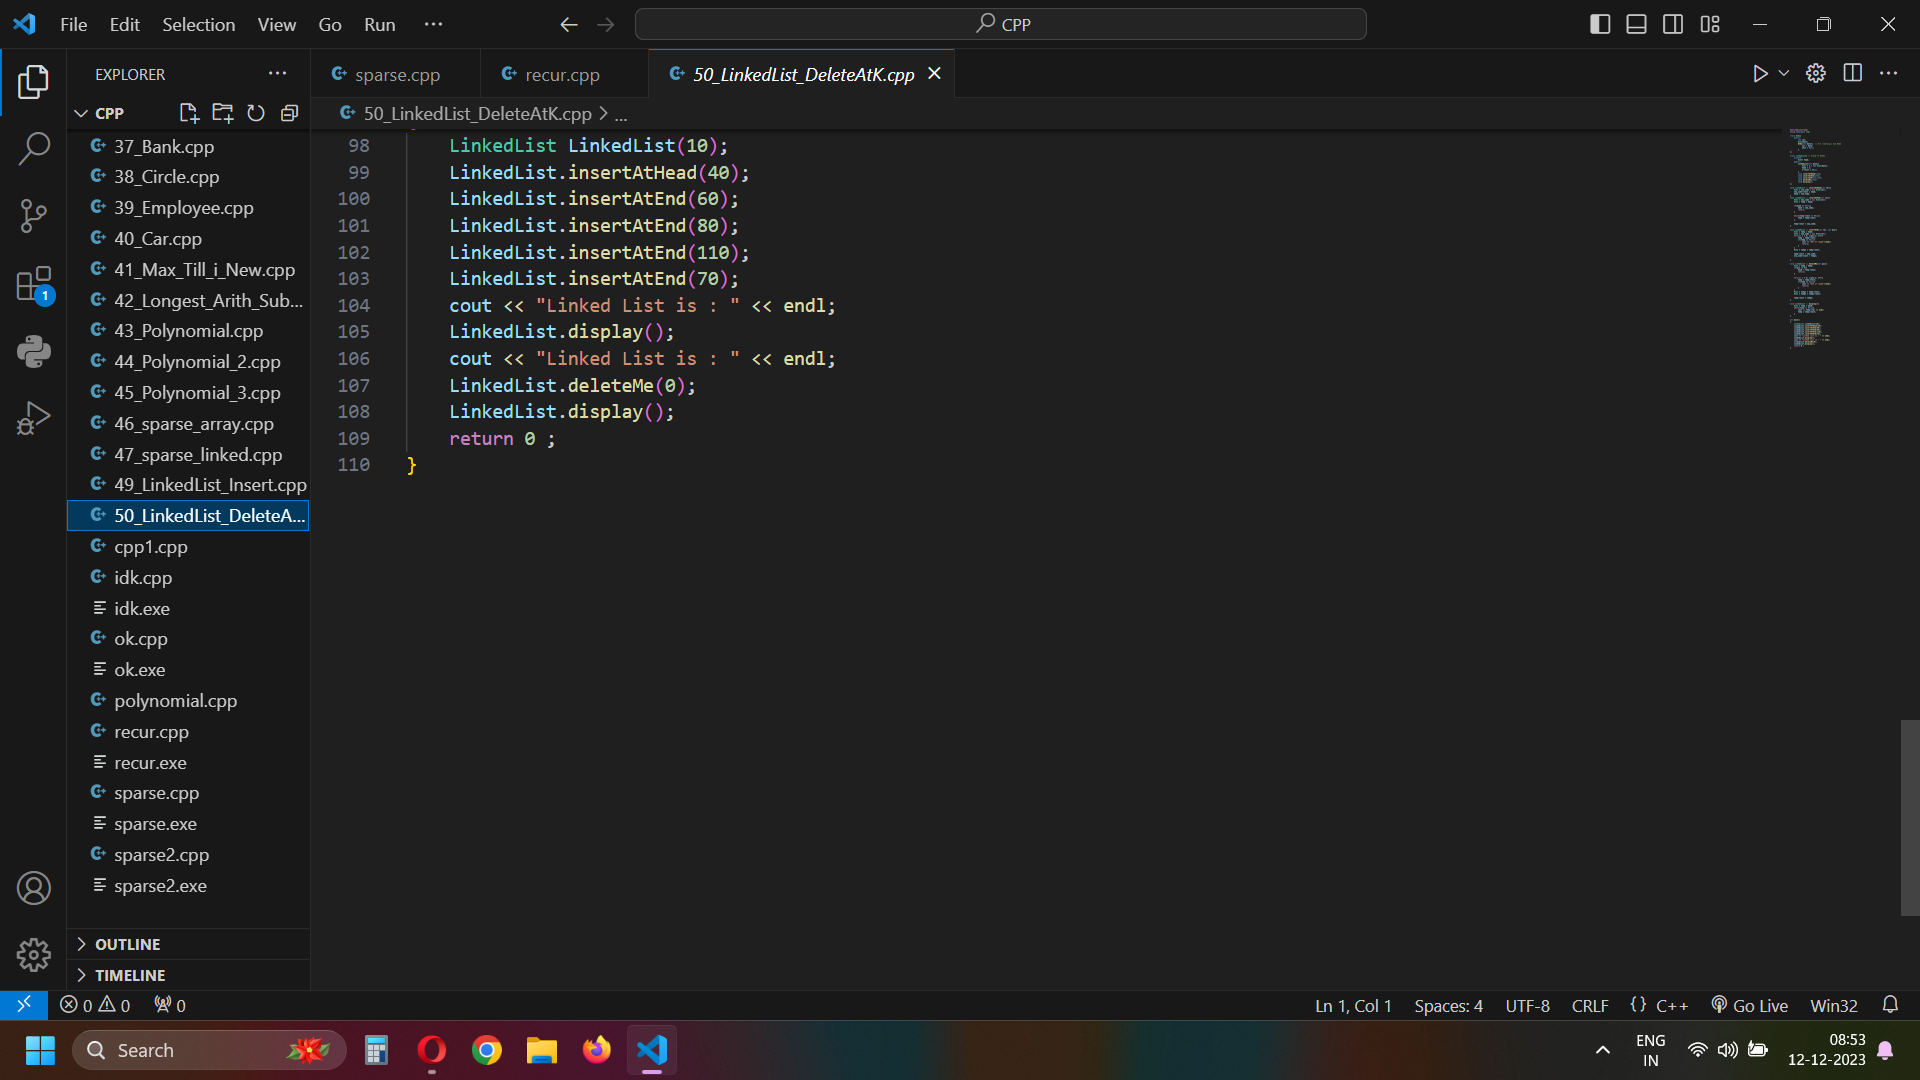 File Edit Selection View Go Run ···
CPP
EXPLORER ···
CPP
37_Bank.cpp
38_Circle.cpp
39_Employee.cpp
40_Car.cpp
41_Max_Till_i_New.cpp
42_Longest_Arith_Sub...
43_Polynomial.cpp
44_Polynomial_2.cpp
45_Polynomial_3.cpp
46_sparse_array.cpp
47_sparse_linked.cpp
49_LinkedList_Insert.cpp
50_LinkedList_DeleteA...
cpp1.cpp
idk.cpp
idk.exe
ok.cpp
ok.exe
polynomial.cpp
recur.cpp
recur.exe
sparse.cpp
sparse.exe
sparse2.cpp
sparse2.exe
OUTLINE
TIMELINE
1
sparse.cpp recur.cpp 50_LinkedList_DeleteAtK.cpp
50_LinkedList_DeleteAtK.cpp > ...
98 LinkedList LinkedList(10);
99 LinkedList.insertAtHead(40);
100 LinkedList.insertAtEnd(60);
101 LinkedList.insertAtEnd(80);
102 LinkedList.insertAtEnd(110);
103 LinkedList.insertAtEnd(70);
104 cout << "Linked List is : " << endl;
105 LinkedList.display();
106 cout << "Linked List is : " << endl;
107 LinkedList.deleteMe(0);
108 LinkedList.display();
109 return 0 ;
110 }
0 0 0 Ln 1, Col 1 Spaces: 4 UTF-8 CRLF {} C++ Go Live Win32
Search
ENG
IN
08:53
12-12-2023